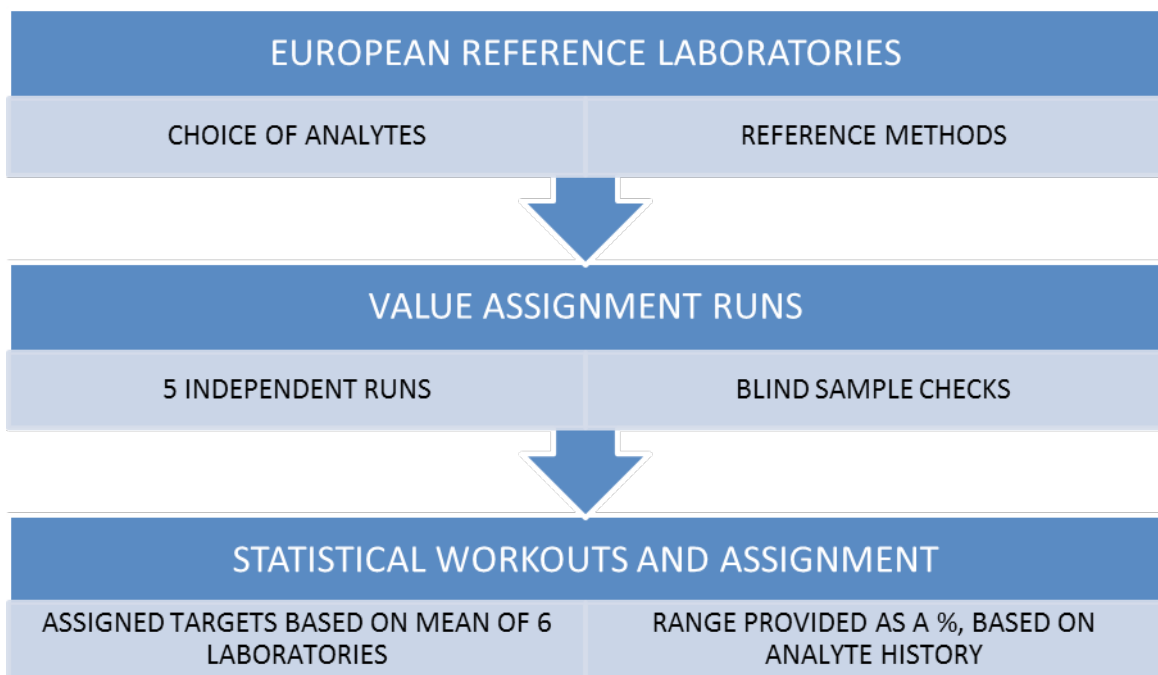 EUROPEAN REFERENCE LABORATORIES
CHOICE OF ANALYTES
REFERENCE METHODS
VALUE ASSIGNMENT RUNS
5 INDEPENDENT RUNS
BLIND SAMPLE CHECKS
STATISTICAL WORKOUTS AND ASSIGNMENT
ASSIGNED TARGETS BASED ON MEAN OF 6
LABORATORIES
RANGE PROVIDED AS A %, BASED ON
ANALYTE HISTORY